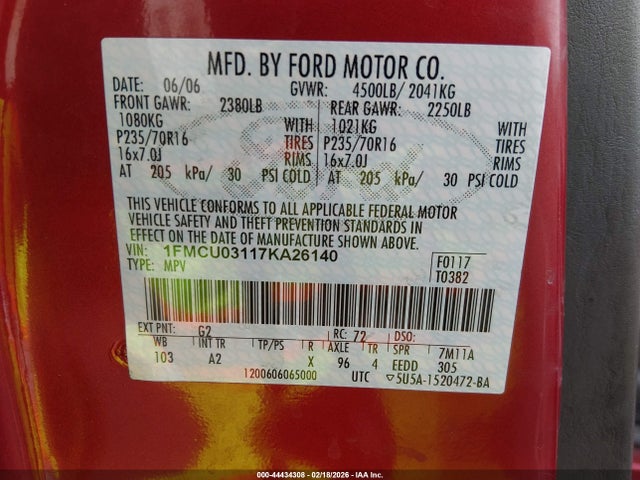 MFD. BY FORD MOTOR CO.
DATE: 06/06 GVWR: 4500LB/ 2041KG
FRONT GAWR: 2380LB REAR GAWR: 2250LB
1080KG WITH 1021KG WITH
P235/70R16 TIRES P235/70R16 TIRES
16x7.0J RIMS 16x7.0J RIMS
AT 205 kPa/ 30 PSI COLD AT 205 kPa/ 30 PSI COLD
THIS VEHICLE CONFORMS TO ALL APPLICABLE FEDERAL MOTOR
VEHICLE SAFETY AND THEFT PREVENTION STANDARDS IN
EFFECT ON THE DATE OF MANUFACTURE SHOWN ABOVE.
VIN: 1FMCU03117KA26140 F0117
TYPE: MPV T0382
EXT PNT: G2 RC: 72 DSO:
WB INT TR TP/PS R AXLE TR SPR 7M11A
103 A2 X 96 4 EEDD 305
1200606065000 UTC ▽5U5A-1520472-BA
Ford
000-44434308 - 02/18/2026 - IAA Inc.